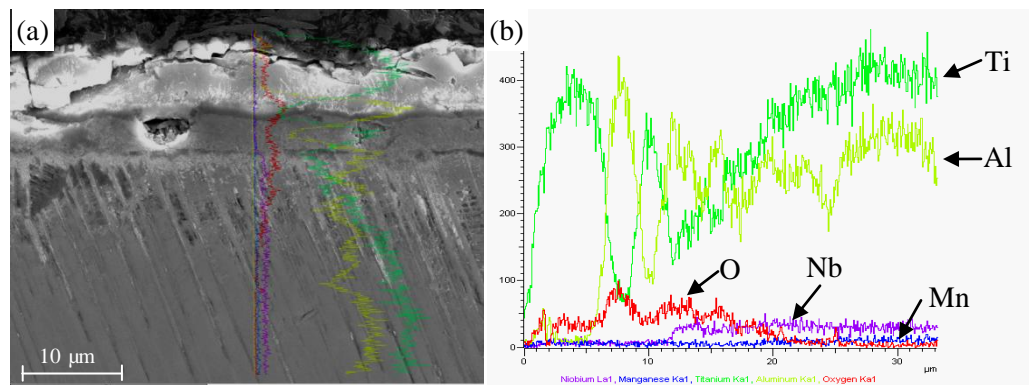 (a)
10 μm
(b)
Ti
Al
O
Nb
Mn
400
300
200
100
0
0 10 20 30 μm
Niobium La1, Manganese Ka1, Titanium Ka1, Aluminum Ka1, Oxygen Ka1